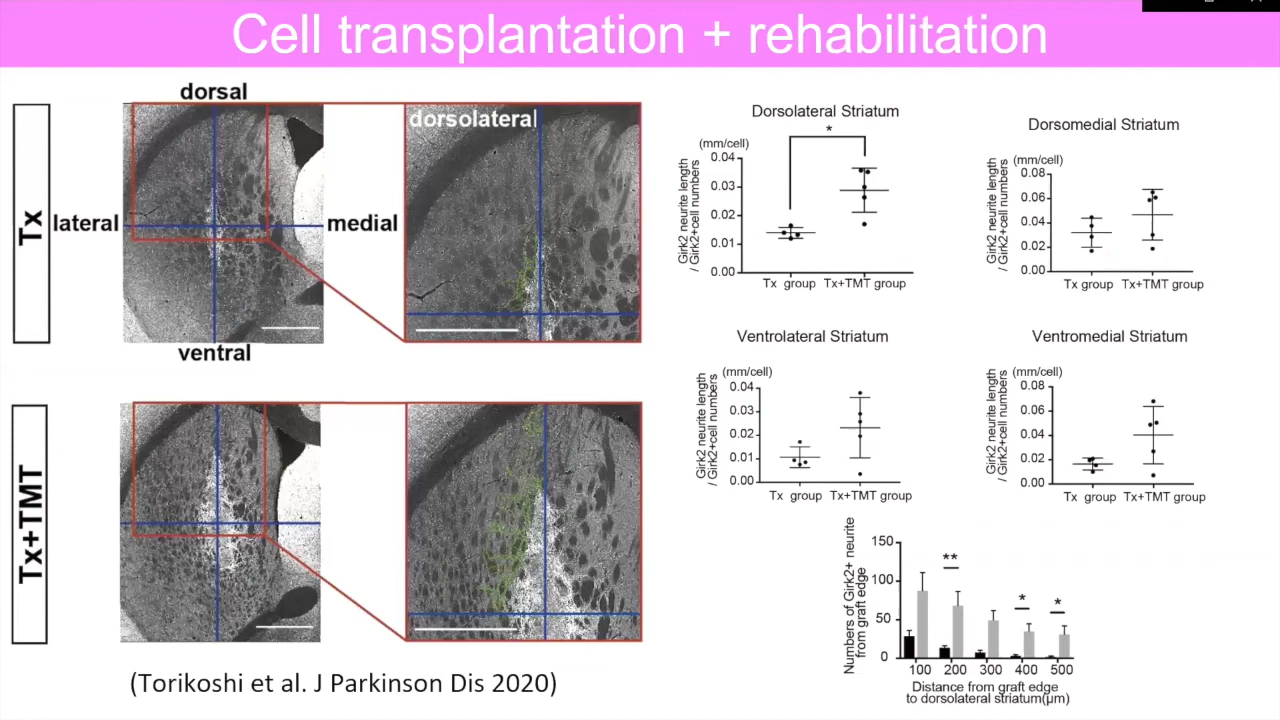 Cell transplantation + rehabilitation
Tx
dorsal
lateral
medial
ventral
dorsolateral
Tx+TMT
(Torikoshi et al. J Parkinson Dis 2020)
Dorsolateral Striatum
(mm/cell)
Girk2 neurite length
/ Girk2+cell numbers
0.04
0.03
0.02
0.01
0.00
*
Tx group
Tx+TMT group
Dorsomedial Striatum
(mm/cell)
Girk2 neurite length
/ Girk2+cell numbers
0.08
0.06
0.04
0.02
0.00
Tx group
Tx+TMT group
Ventrolateral Striatum
(mm/cell)
Girk2 neurite length
/ Girk2+cell numbers
0.04
0.03
0.02
0.01
0.00
Tx group
Tx+TMT group
Ventromedial Striatum
(mm/cell)
Girk2 neurite length
/ Girk2+cell numbers
0.08
0.06
0.04
0.02
0.00
Tx group
Tx+TMT group
Numbers of Girk2+ neurite
from graft edge
150
100
50
0
**
*
*
100 200 300 400 500
Distance from graft edge
to dorsolateral striatum(μm)